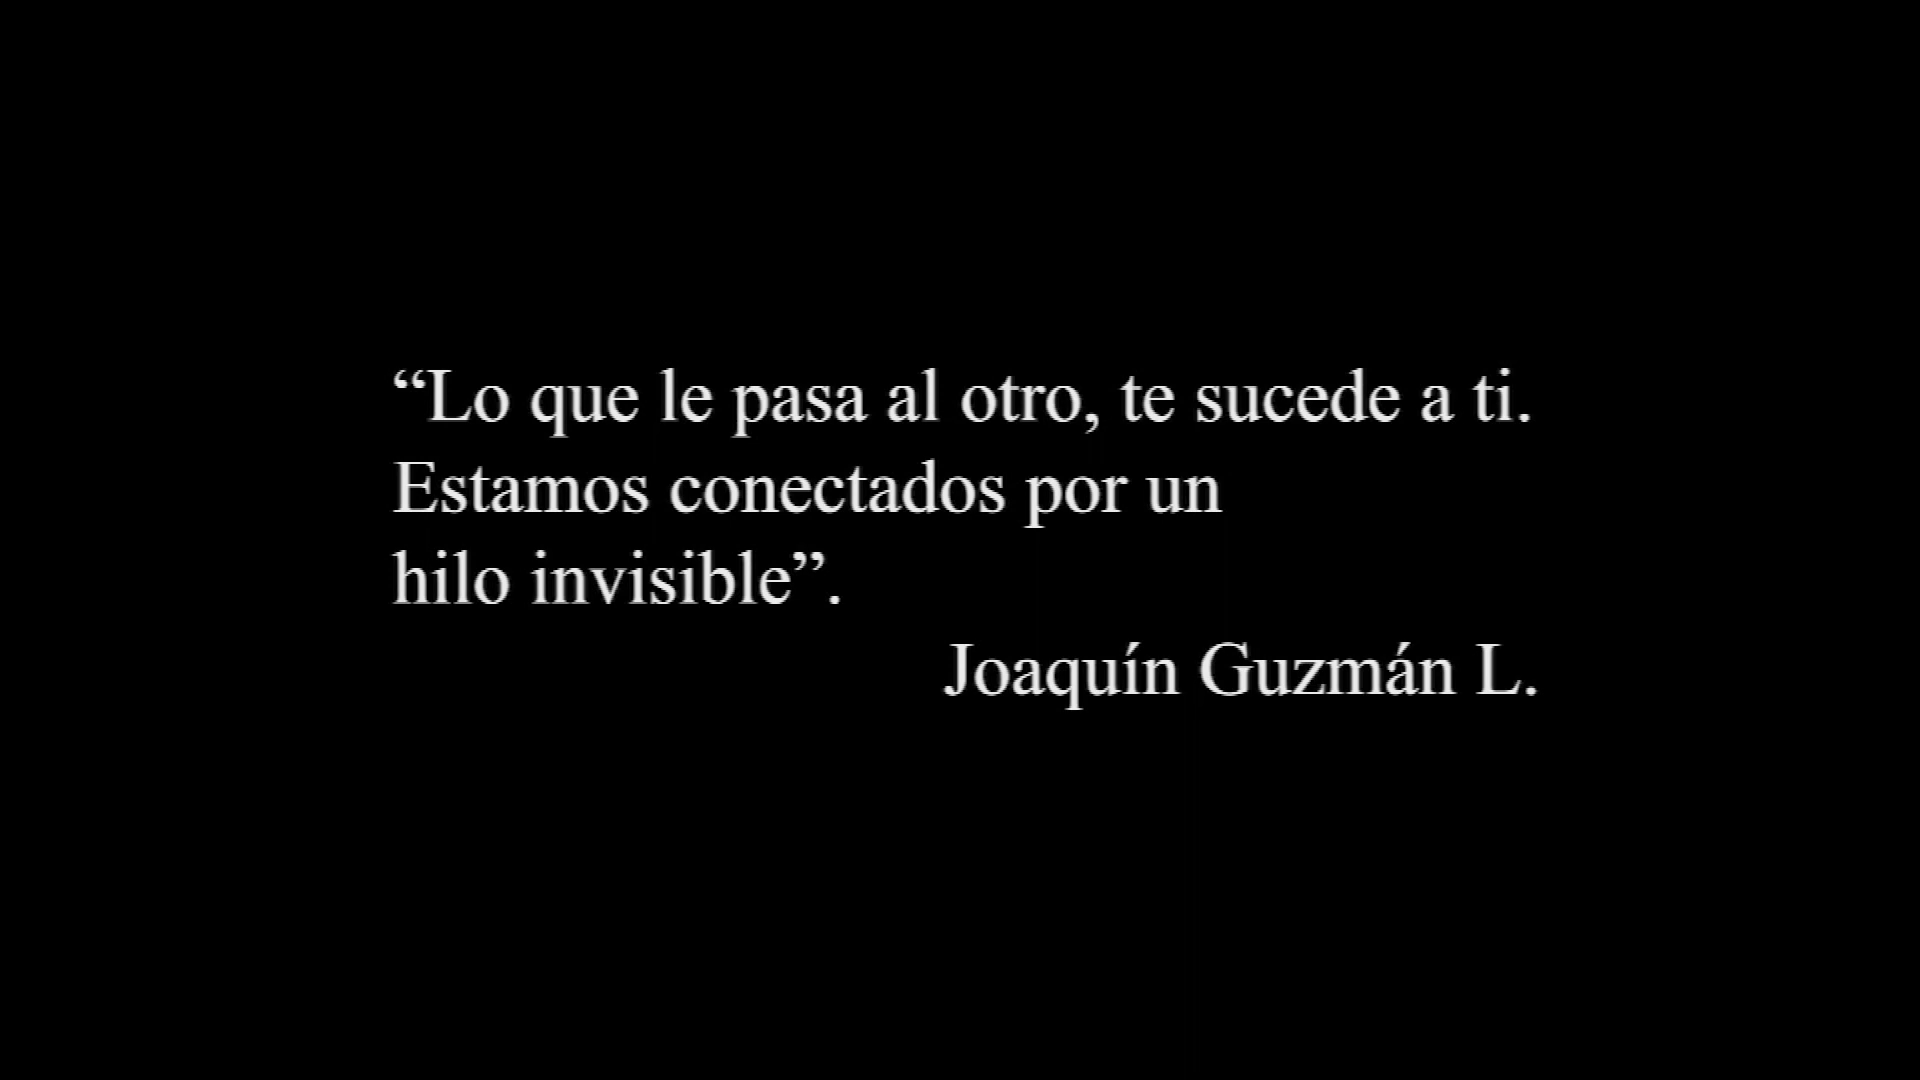 “Lo que le pasa al otro, te sucede a ti.
Estamos conectados por un
hilo invisible”.
Joaquín Guzmán L.